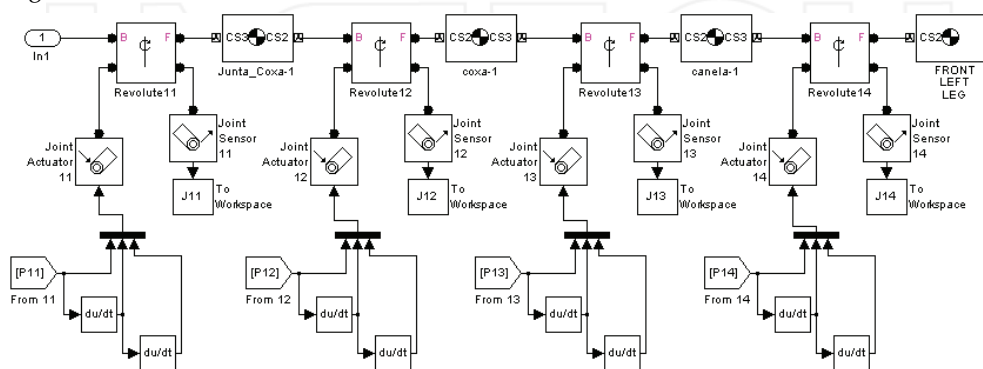 1
In1
B
F
Revolute11
CS3
CS2
Junta_Coxa-1
B
F
Revolute12
CS2
CS3
coxa-1
B
F
Revolute13
CS2
CS3
canela-1
B
F
Revolute14
CS2
FRONT
LEFT
LEG
Joint
Actuator
11
Joint
Sensor
11
Joint
Actuator
12
Joint
Sensor
12
Joint
Actuator
13
Joint
Sensor
13
Joint
Actuator
14
Joint
Sensor
14
J11
To
Workspace
J12
To
Workspace
J13
To
Workspace
J14
To
Workspace
[P11]
From 11
du/dt
du/dt
[P12]
From 12
du/dt
du/dt
[P13]
From 13
du/dt
du/dt
[P14]
From 14
du/dt
du/dt